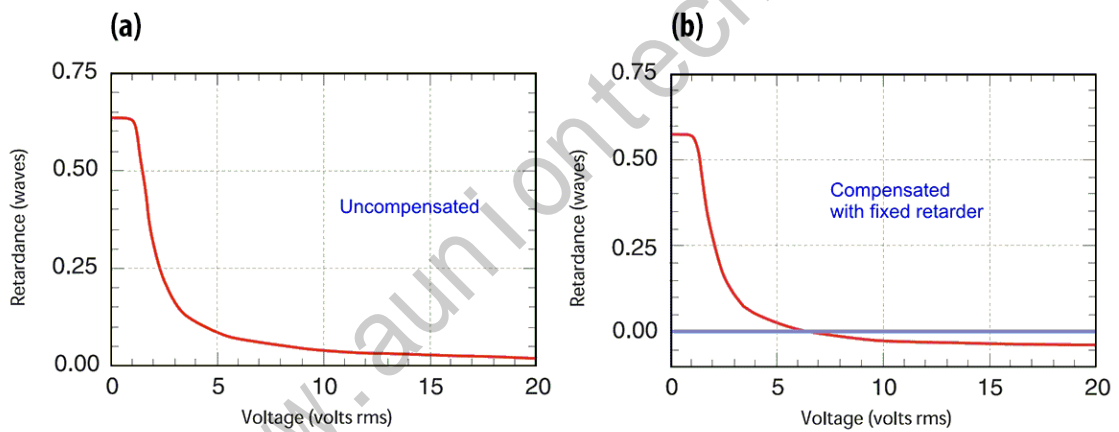 (a)
(b)
0.75
0.50
0.25
0.00
Retardance (waves)
Uncompensated
0
5
10
15
20
Voltage (volts rms)
0.75
0.50
0.25
0.00
Retardance (waves)
Compensated
with fixed retarder
0
5
10
15
20
Voltage (volts rms)
w.auniontech